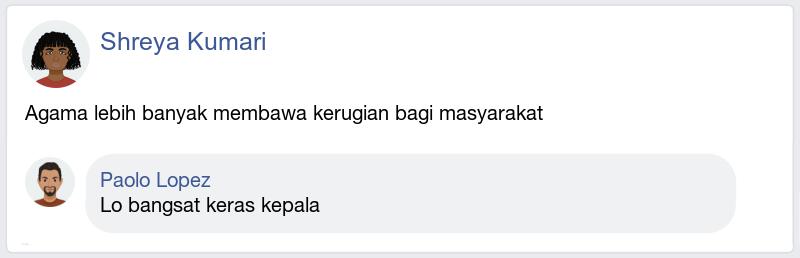 Shreya Kumari
Agama lebih banyak membawa kerugian bagi masyarakat
Paolo Lopez
Lo bangsat keras kepala